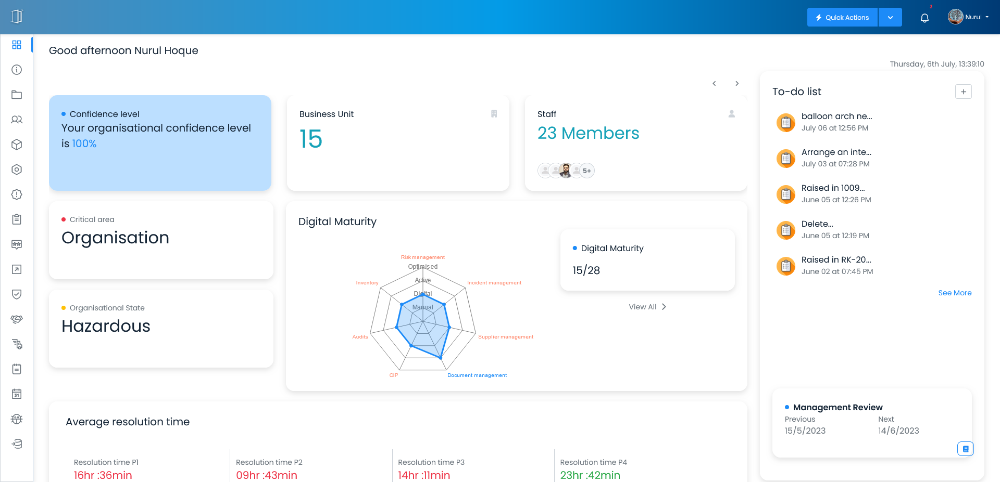 Quick Actions
3
Nurul
Good afternoon Nurul Hoque
Thursday, 6th July, 13:39:10
Confidence level
Your organisational confidence level
is 100%
Business Unit
15
Staff
23 Members
5+
Critical area
Organisation
Organisational State
Hazardous
Digital Maturity
Risk management
Optimised
Active
Digital
Manual
Inventory
Incident management
Audits
Supplier management
CIP
Document management
Digital Maturity
15/28
View All
Average resolution time
Resolution time P1
16hr :36min
Resolution time P2
09hr :43min
Resolution time P3
14hr :11min
Resolution time P4
23hr :42min
To-do list
balloon arch ne...
July 06 at 12:56 PM
Arrange an inte...
July 03 at 07:28 PM
Raised in 1009...
June 05 at 12:26 PM
Delete...
June 05 at 12:19 PM
Raised in RK-20...
June 02 at 07:45 PM
See More
Management Review
Previous
15/5/2023
Next
14/6/2023
31